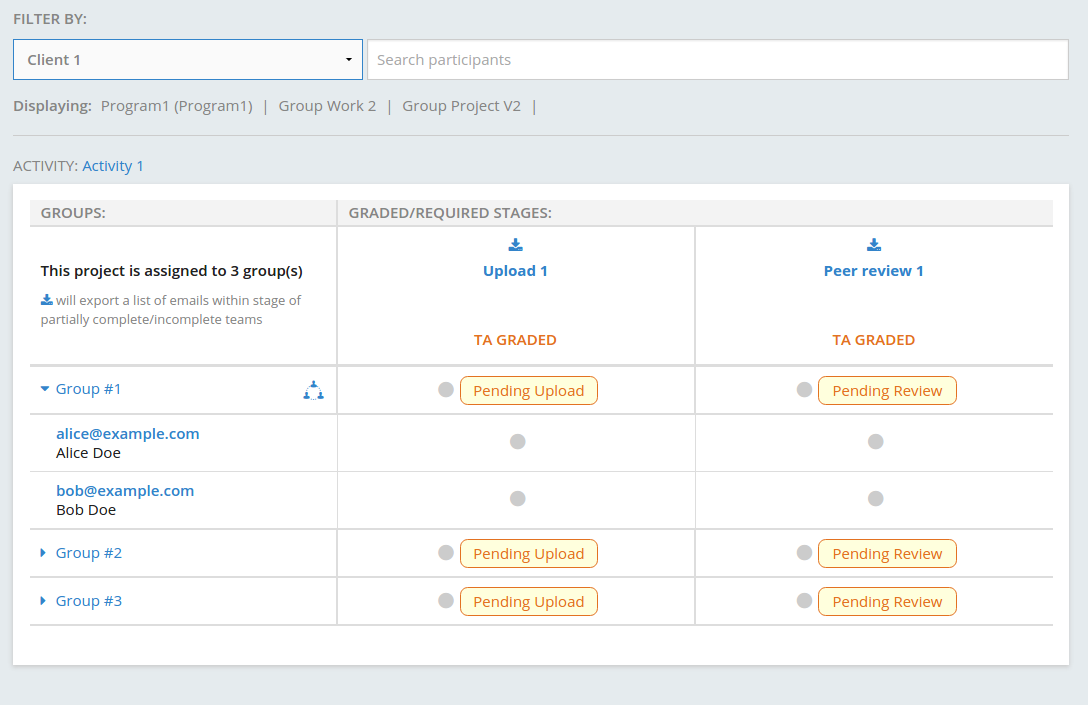 FILTER BY:
Client 1
Search participants
Displaying: Program1 (Program1) | Group Work 2 | Group Project V2 |
ACTIVITY: Activity 1
GROUPS:
GRADED/REQUIRED STAGES:
This project is assigned to 3 group(s)
will export a list of emails within stage of
partially complete/incomplete teams
Upload 1
TA GRADED
Peer review 1
TA GRADED
Group #1
Pending Upload
Pending Review
alice@example.com
Alice Doe
bob@example.com
Bob Doe
Group #2
Pending Upload
Pending Review
Group #3
Pending Upload
Pending Review